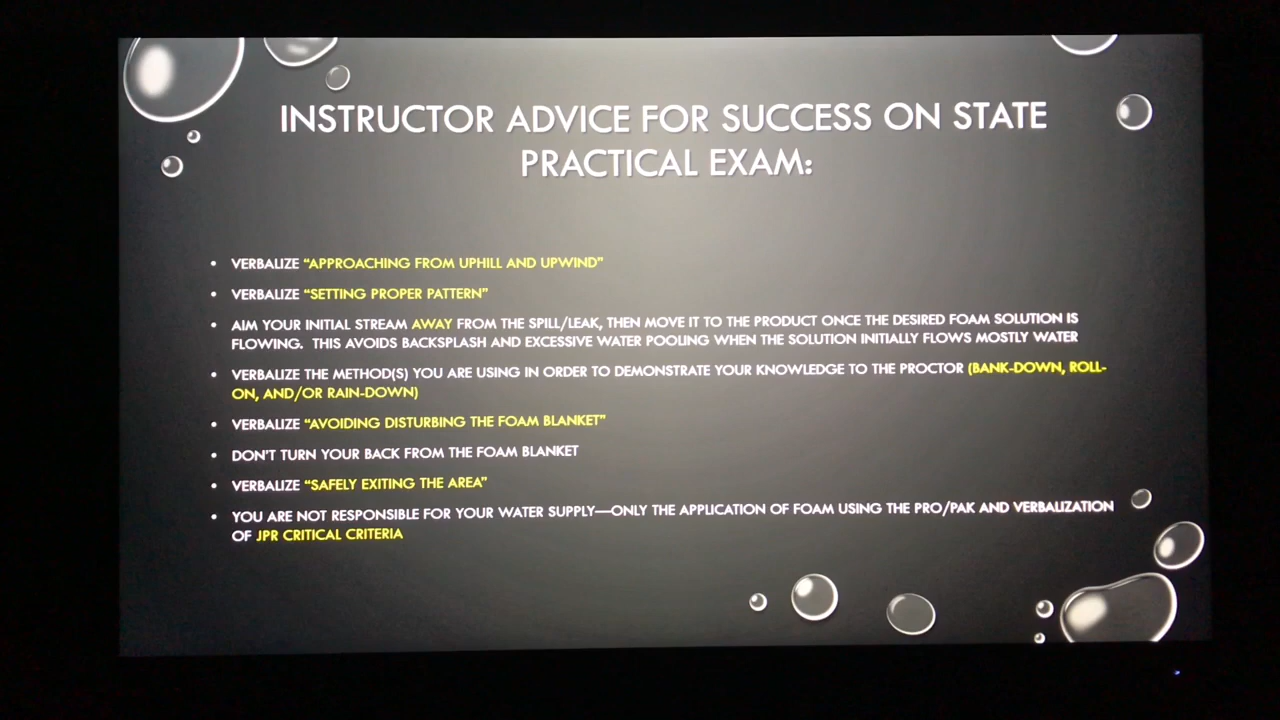 INSTRUCTOR ADVICE FOR SUCCESS ON STATE
PRACTICAL EXAM:
• VERBALIZE “APPROACHING FROM UPHILL AND UPWIND”
• VERBALIZE “SETTING PROPER PATTERN”
• AIM YOUR INITIAL STREAM AWAY FROM THE SPILL/LEAK, THEN MOVE IT TO THE PRODUCT ONCE THE DESIRED FOAM SOLUTION IS
FLOWING. THIS AVOIDS BACKSPLASH AND EXCESSIVE WATER POOLING WHEN THE SOLUTION INITIALLY FLOWS MOSTLY WATER
• VERBALIZE THE METHOD(S) YOU ARE USING IN ORDER TO DEMONSTRATE YOUR KNOWLEDGE TO THE PROCTOR (BANK-DOWN, ROLL-
ON, AND/OR RAIN-DOWN)
• VERBALIZE “AVOIDING DISTURBING THE FOAM BLANKET”
• DON’T TURN YOUR BACK FROM THE FOAM BLANKET
• VERBALIZE “SAFELY EXITING THE AREA”
• YOU ARE NOT RESPONSIBLE FOR YOUR WATER SUPPLY—ONLY THE APPLICATION OF FOAM USING THE PRO/PAK AND VERBALIZATION
OF JPR CRITICAL CRITERIA